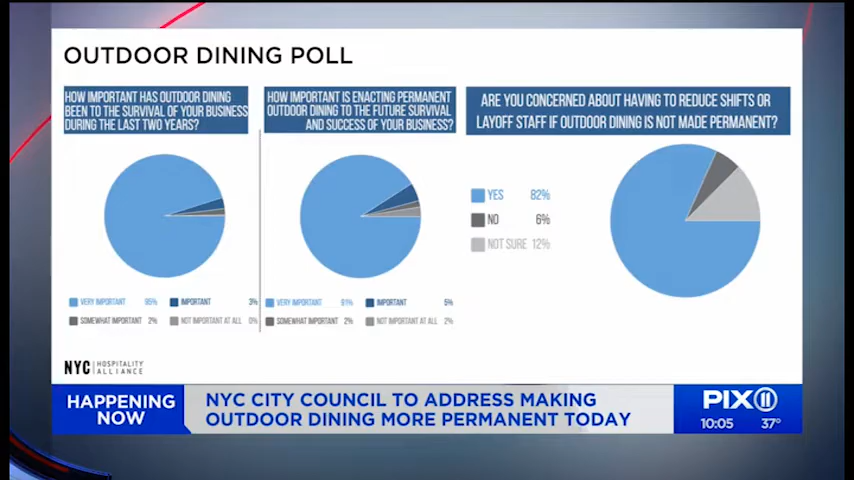 OUTDOOR DINING POLL
HOW IMPORTANT HAS OUTDOOR DINING
BEEN TO THE SURVIVAL OF YOUR BUSINESS
DURING THE LAST TWO YEARS?
VERY IMPORTANT 95% IMPORTANT 3%
SOMEWHAT IMPORTANT 2% NOT IMPORTANT AT ALL 0%
HOW IMPORTANT IS ENACTING PERMANENT
OUTDOOR DINING TO THE FUTURE SURVIVAL
AND SUCCESS OF YOUR BUSINESS?
VERY IMPORTANT 91% IMPORTANT 5%
SOMEWHAT IMPORTANT 2% NOT IMPORTANT AT ALL 2%
ARE YOU CONCERNED ABOUT HAVING TO REDUCE SHIFTS OR
LAYOFF STAFF IF OUTDOOR DINING IS NOT MADE PERMANENT?
YES 82%
NO 6%
NOT SURE 12%
NYC HOSPITALITY
ALLIANCE
HAPPENING
NOW
NYC CITY COUNCIL TO ADDRESS MAKING
OUTDOOR DINING MORE PERMANENT TODAY
PIX11
10:05 37°